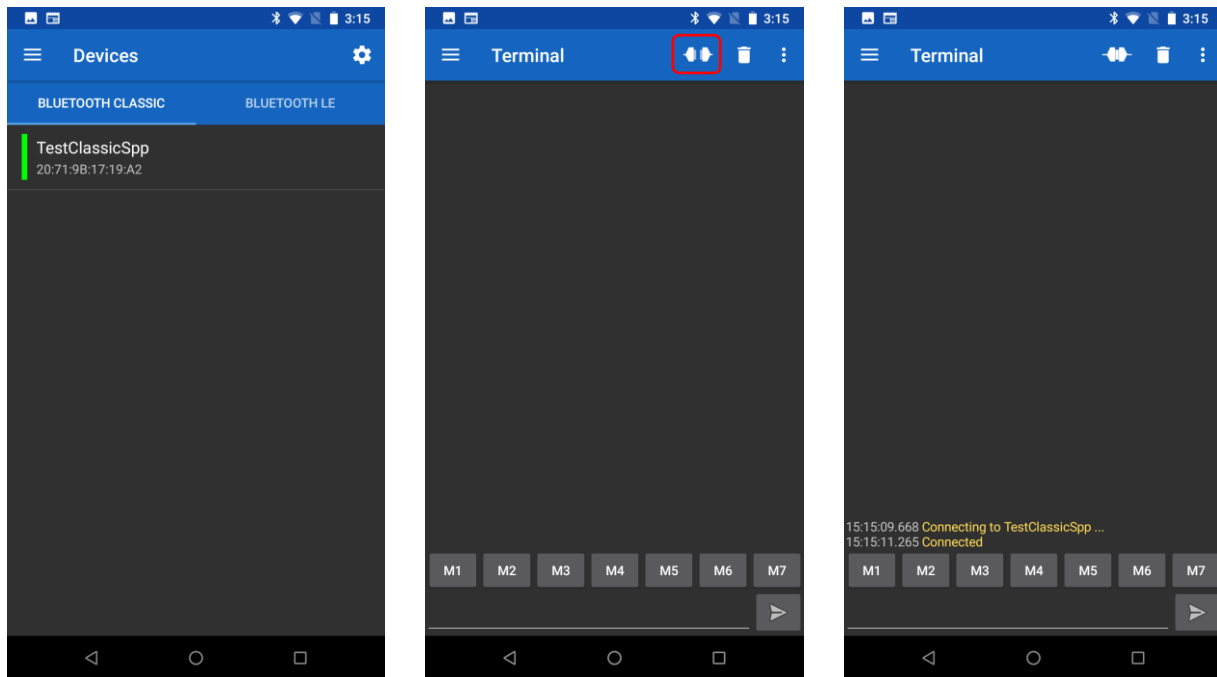 3:15
Devices
BLUETOOTH CLASSIC BLUETOOTH LE
TestClassicSpp
20:71:9B:17:19:A2
3:15
Terminal
M1 M2 M3 M4 M5 M6 M7
3:15
Terminal
15:15:09.668 Connecting to TestClassicSpp ...
15:15:11.265 Connected
M1 M2 M3 M4 M5 M6 M7